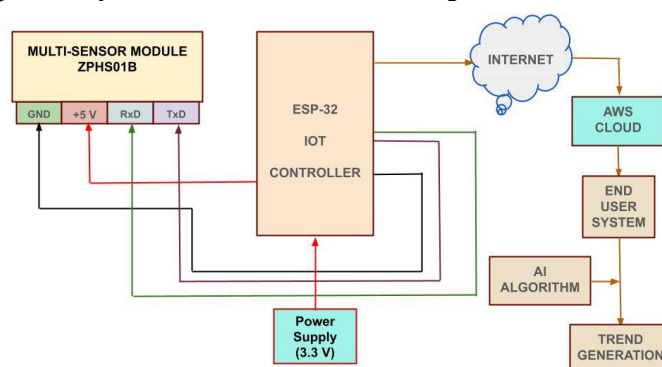 MULTI-SENSOR MODULE
ZPHS01B
GND
+5 V
RxD
TxD
ESP-32
IOT
CONTROLLER
INTERNET
AWS
CLOUD
END
USER
SYSTEM
AI
ALGORITHM
Power
Supply
(3.3 V)
TREND
GENERATION